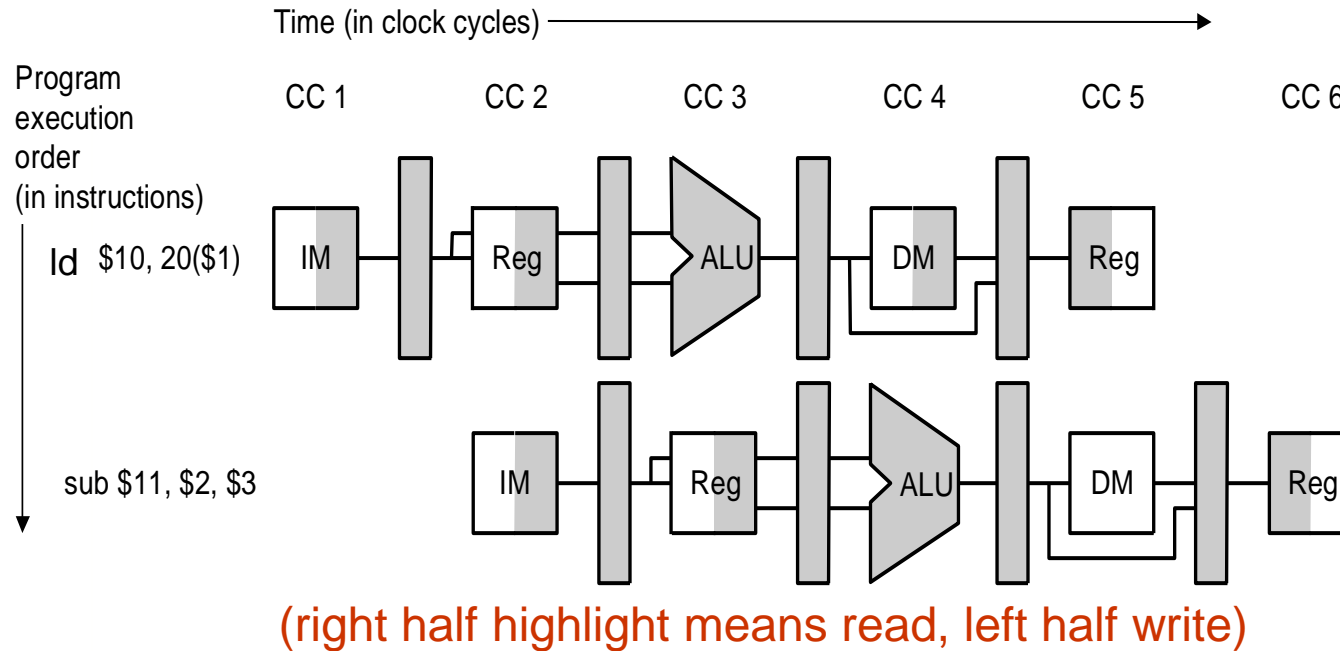 Time (in clock cycles)
Program
execution
order
(in instructions)
CC 1 CC 2 CC 3 CC 4 CC 5 CC 6
ld $10, 20($1) IM Reg ALU DM Reg
sub $11, $2, $3 IM Reg ALU DM Reg
(right half highlight means read, left half write)